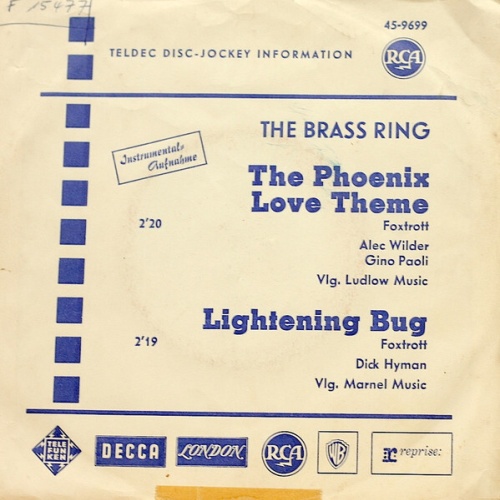 F 15477
45-9699
TELDEC DISC-JOCKEY INFORMATION
RCA
THE BRASS RING
Instrumental-
Aufnahme
The Phoenix
Love Theme
2'20
Foxtrott
Alec Wilder
Gino Paoli
Vlg. Ludlow Music
Lightening Bug
2'19
Foxtrott
Dick Hyman
Vlg. Marnel Music
TELE
FUN
KEN
DECCA
LONDON
RCA
WB
r reprise: